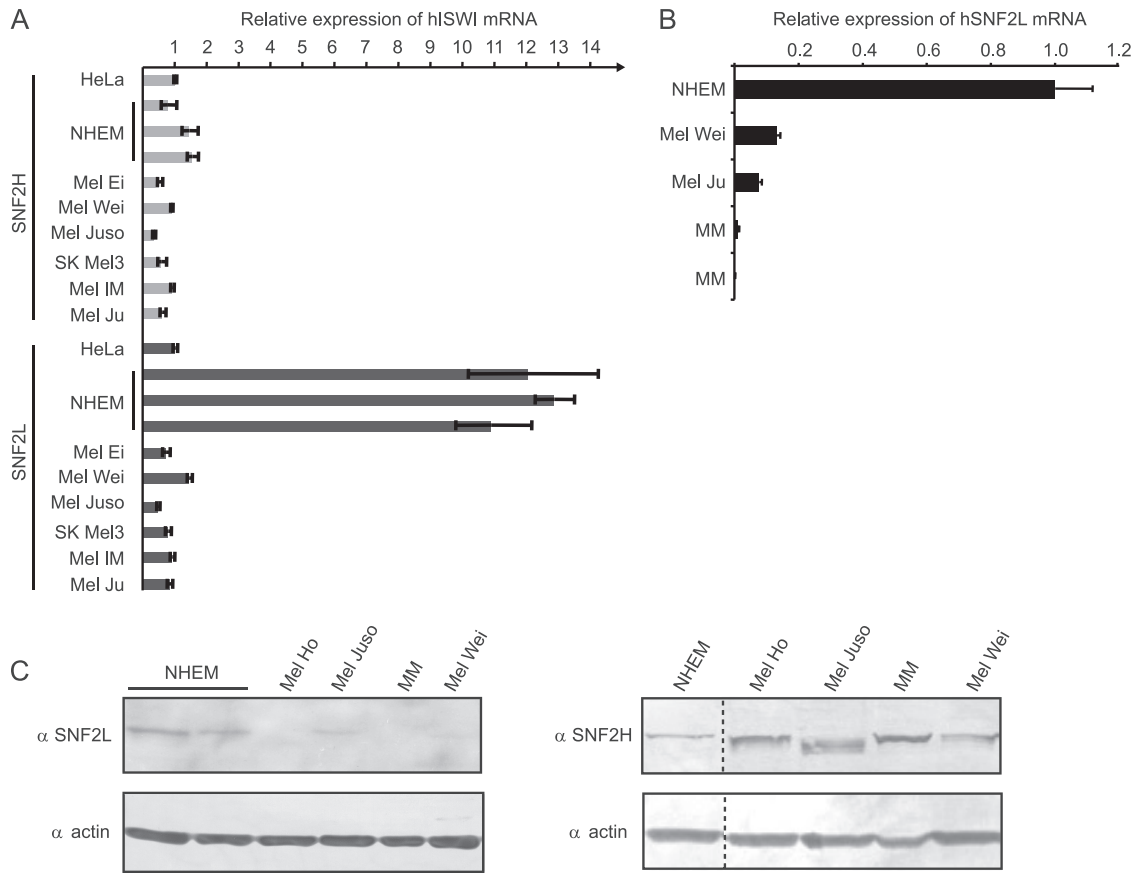 A
Relative expression of hISWI mRNA
1 2 3 4 5 6 7 8 9 10 11 12 13 14
SNF2H
HeLa
NHEM
Mel Ei
Mel Wei
Mel Juso
SK Mel3
Mel IM
Mel Ju
SNF2L
HeLa
NHEM
Mel Ei
Mel Wei
Mel Juso
SK Mel3
Mel IM
Mel Ju
B
Relative expression of hSNF2L mRNA
0.2 0.4 0.6 0.8 1.0 1.2
NHEM
Mel Wei
Mel Ju
MM
MM
C
NHEM Mel Ho Mel Juso MM Mel Wei
α SNF2L
α actin
NHEM Mel Ho Mel Juso MM Mel Wei
α SNF2H
α actin